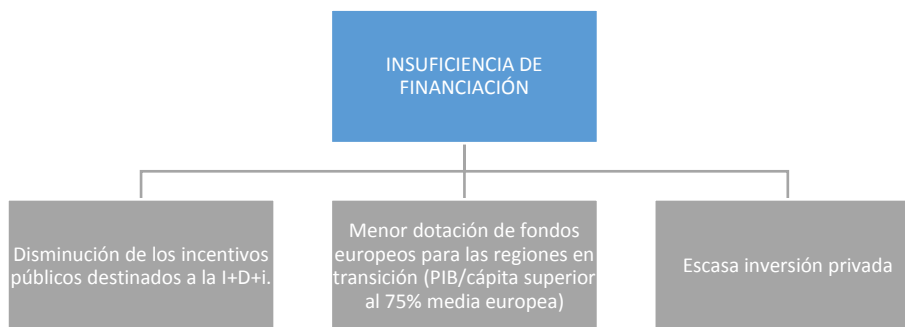 INSUFICIENCIA DE
FINANCIACIÓN
Disminución de los incentivos
públicos destinados a la I+D+i.
Menor dotación de fondos
europeos para las regiones en
transición (PIB/cápita superior
al 75% media europea)
Escasa inversión privada